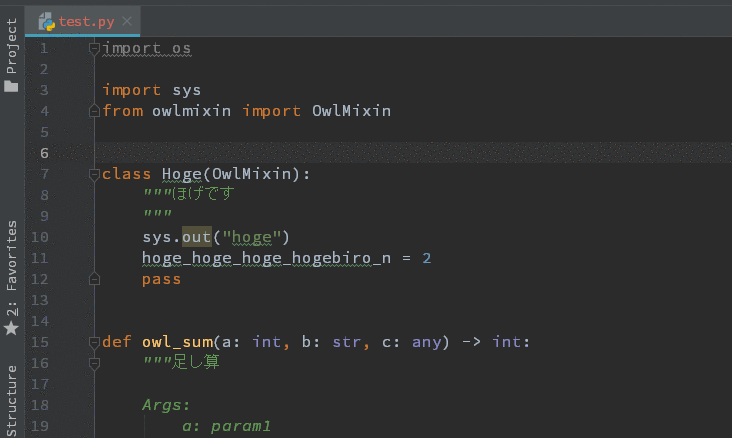 test.py
Project
2: Favorites
Structure
1 import os
2
3 import sys
4 from owlmixin import OwlMixin
5
6
7 class Hoge(OwlMixin):
8 """ほげです
9 """
10 sys.out("hoge")
11 hoge_hoge_hoge_hogebiro_n = 2
12 pass
13
14
15 def owl_sum(a: int, b: str, c: any) -> int:
16 """足し算
17
18 Args:
19 a: param1